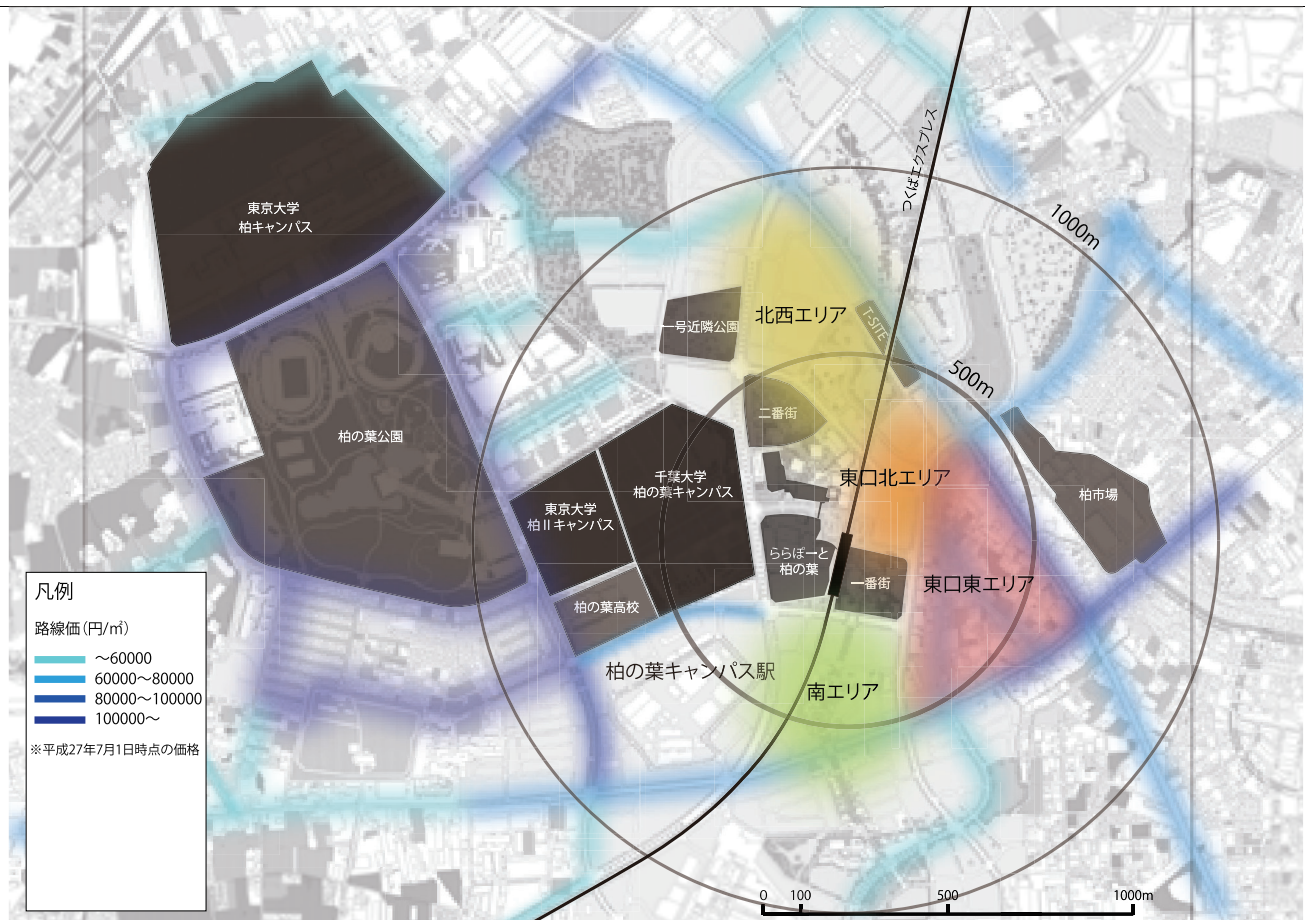 東京大学
柏キャンパス
つくばエクスプレス
1000m
一号近隣公園
北西エリア
T-SITE
500m
二番街
柏の葉公園
千葉大学
柏の葉キャンパス
東口北エリア
柏市場
東京大学
柏IIキャンパス
ららぽーと
柏の葉
一番街
東口東エリア
柏の葉高校
柏の葉キャンパス駅
南エリア
凡例
路線価(円/㎡)
～60000
60000～80000
80000～100000
100000～
※平成27年7月1日時点の価格
0 100 500 1000m